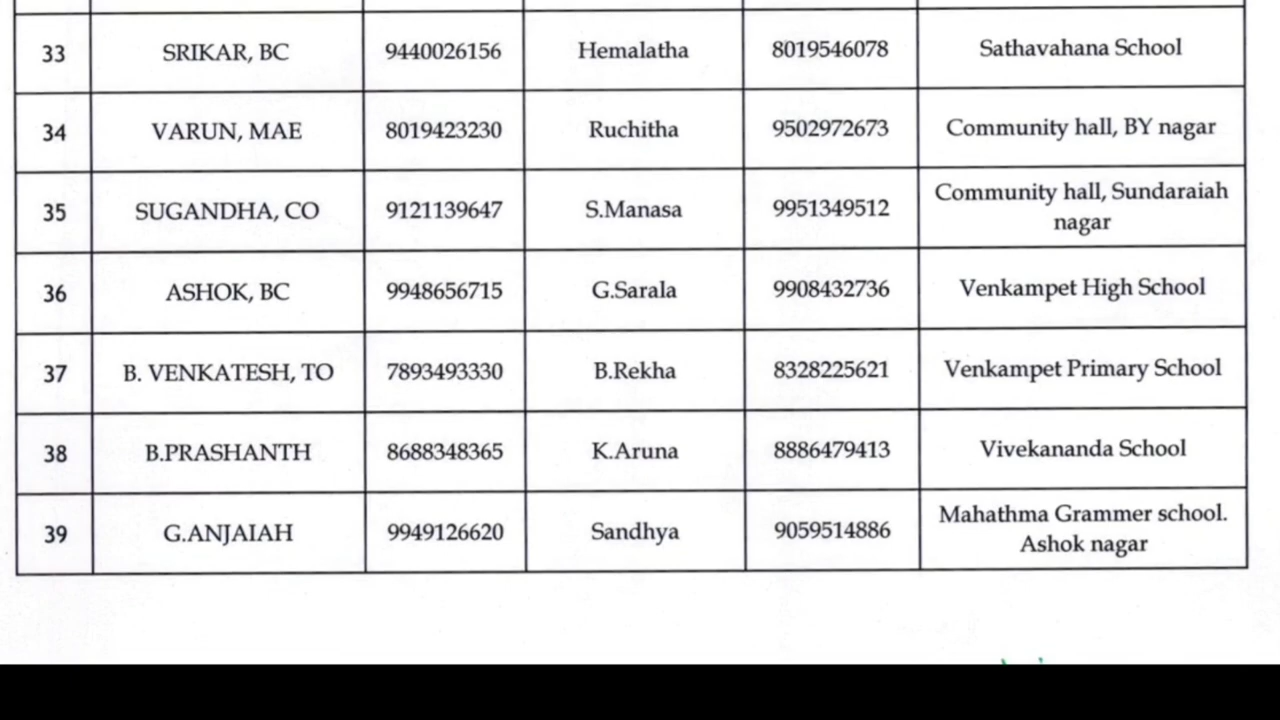 33 SRIKAR, BC 9440026156 Hemalatha 8019546078 Sathavahana School
34 VARUN, MAE 8019423230 Ruchitha 9502972673 Community hall, BY nagar
35 SUGANDHA, CO 9121139647 S.Manasa 9951349512 Community hall, Sundaraiah
nagar
36 ASHOK, BC 9948656715 G.Sarala 9908432736 Venkampet High School
37 B. VENKATESH, TO 7893493330 B.Rekha 8328225621 Venkampet Primary School
38 B.PRASHANTH 8688348365 K.Aruna 8886479413 Vivekananda School
39 G.ANJAIAH 9949126620 Sandhya 9059514886 Mahathma Grammer school.
Ashok nagar